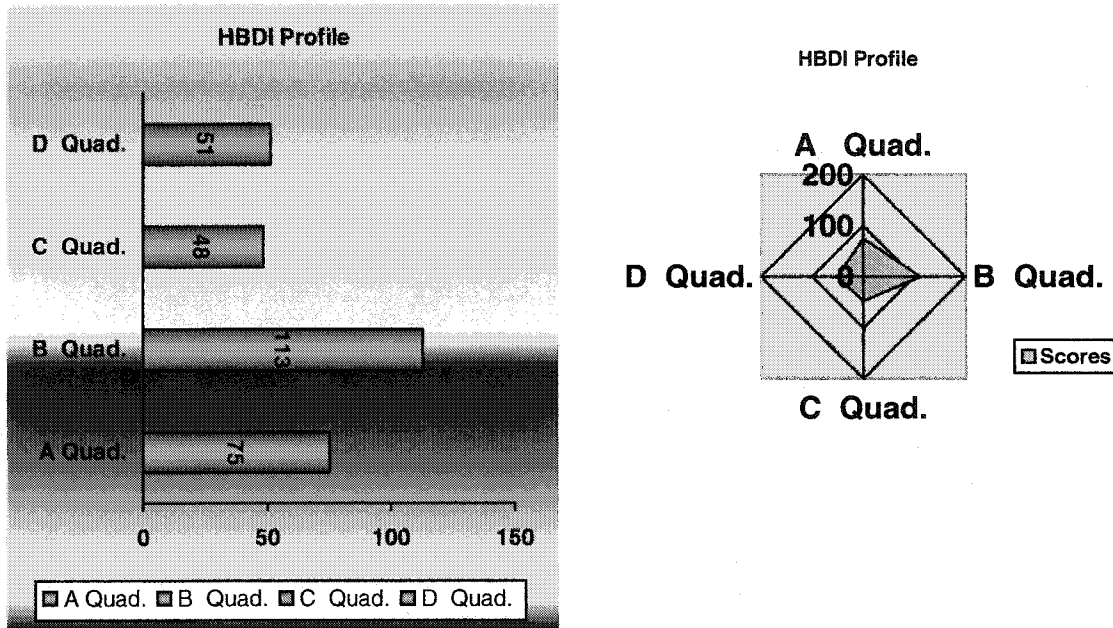 HBDI Profile
D Quad.
51
C Quad.
48
B Quad.
113
A Quad.
75
0 50 100 150
A Quad. B Quad. C Quad. D Quad.
HBDI Profile
A Quad.
200
100
D Quad. 0 B Quad.
Scores
C Quad.